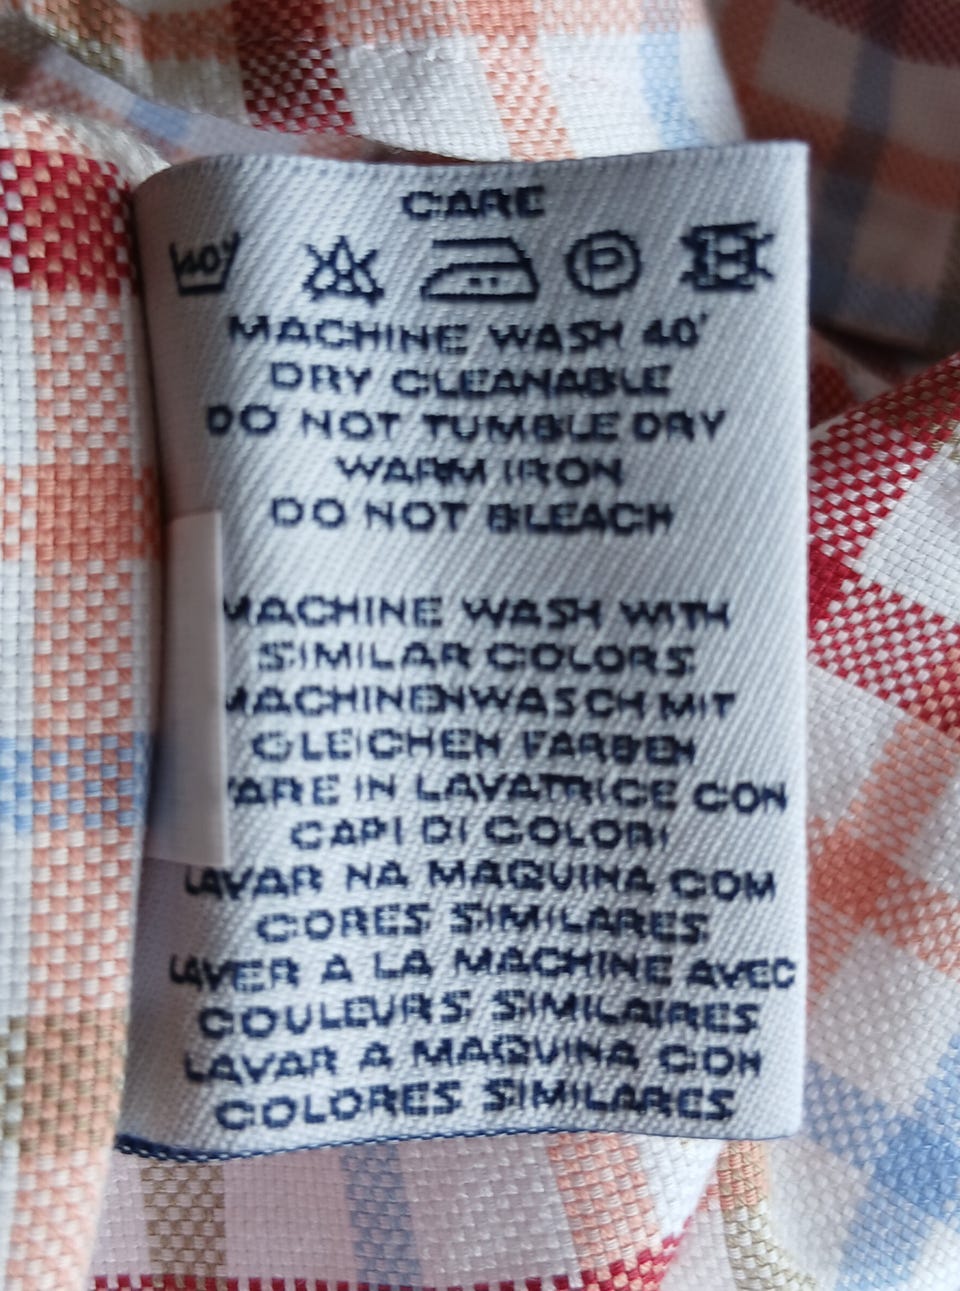 CARE
40
P
MACHINE WASH 40°
DRY CLEANABLE
DO NOT TUMBLE DRY
WARM IRON
DO NOT BLEACH
MACHINE WASH WITH
SIMILAR COLORS
MACHINENWASCH MIT
GLEICHEN FARBEN
ARE IN LAVATRICE CON
CAPI DI COLORI
LAVAR NA MAQUINA COM
CORES SIMILARES
LAVER A LA MACHINE AVEC
COULEURS SIMILAIRES
LAVAR A MAQUINA CON
COLORES SIMILARES